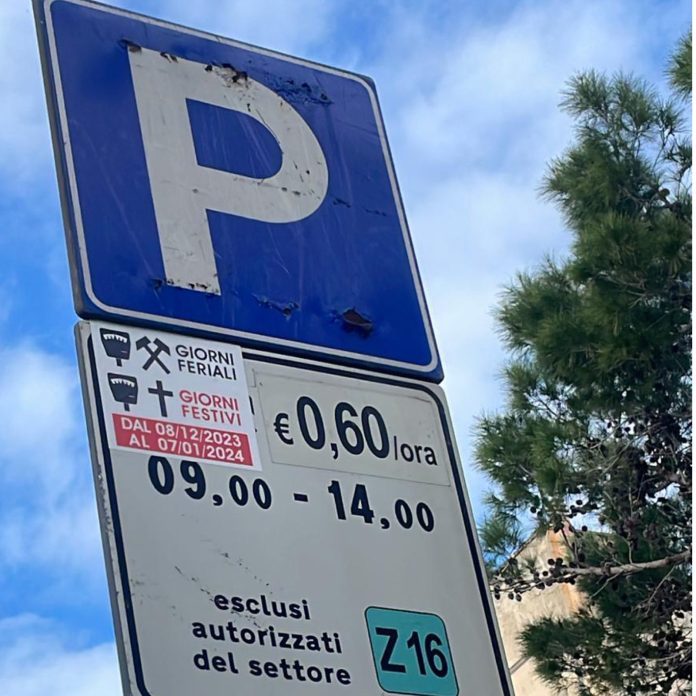 P
GIORNI
FERIALI
GIORNI
FESTIVI
DAL 08/12/2023
AL 07/01/2024
€ 0,60/ora
09,00 - 14,00
esclusi
autorizzati
del settore
Z16